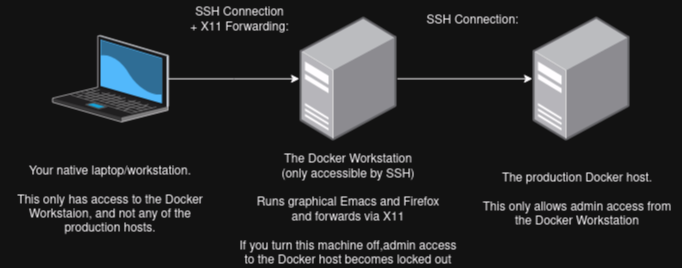 SSH Connection
+ X11 Forwarding:
SSH Connection:
Your native laptop/workstation.
This only has access to the Docker
Workstaion, and not any of the
production hosts.
The Docker Workstation
(only accessible by SSH)
Runs graphical Emacs and Firefox
and forwards via X11
If you turn this machine off,admin access
to the Docker host becomes locked out
The production Docker host.
This only allows admin access from
the Docker Workstation